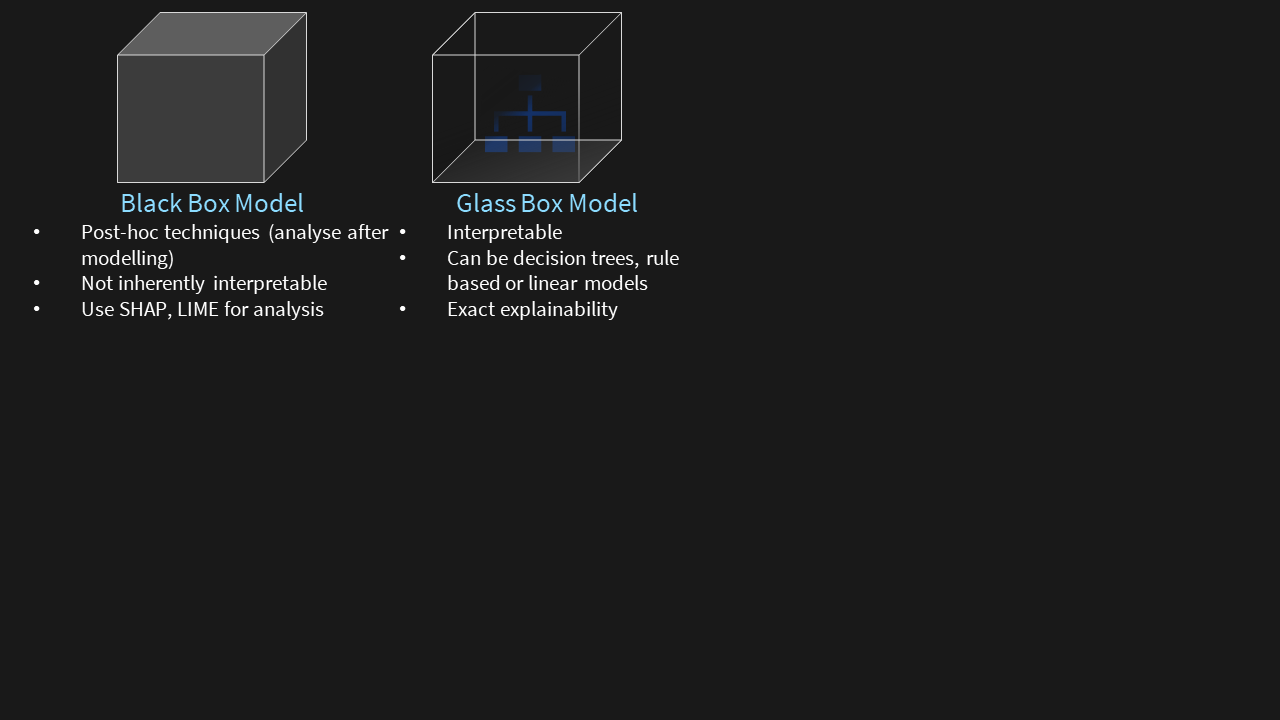 Black Box Model
• Post-hoc techniques (analyse after
modelling)
• Not inherently interpretable
• Use SHAP, LIME for analysis
Glass Box Model
• Interpretable
• Can be decision trees, rule
based or linear models
• Exact explainability